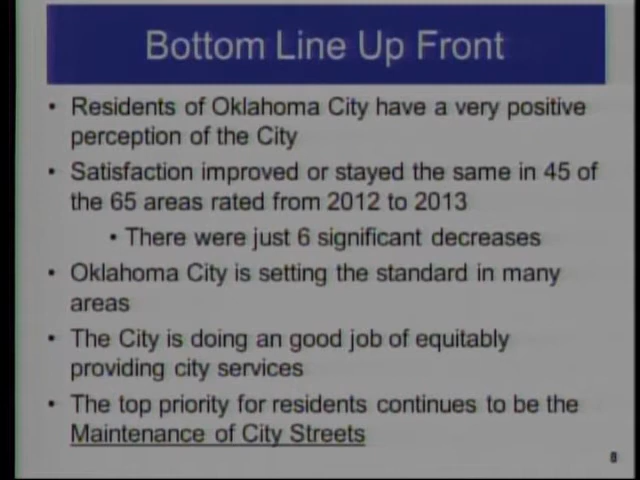 Bottom Line Up Front
• Residents of Oklahoma City have a very positive
perception of the City
• Satisfaction improved or stayed the same in 45 of
the 65 areas rated from 2012 to 2013
• There were just 6 significant decreases
• Oklahoma City is setting the standard in many
areas
• The City is doing an good job of equitably
providing city services
• The top priority for residents continues to be the
Maintenance of City Streets